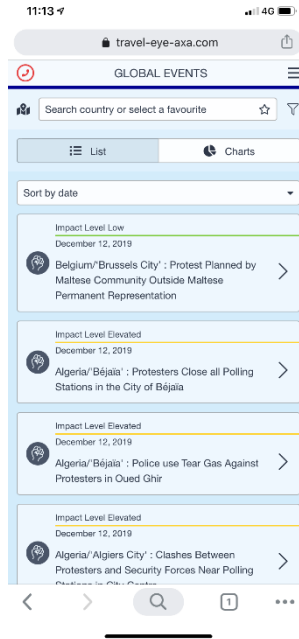 11:13
4G
travel-eye-axa.com
GLOBAL EVENTS
Search country or select a favourite
List
Charts
Sort by date
Impact Level Low
December 12, 2019
Belgium/'Brussels City' : Protest Planned by
Maltese Community Outside Maltese
Permanent Representation
Impact Level Elevated
December 12, 2019
Algeria/'Béjaïa' : Protesters Close all Polling
Stations in the City of Béjaïa
Impact Level Elevated
December 12, 2019
Algeria/'Béjaïa' : Police use Tear Gas Against
Protesters in Oued Ghir
Impact Level Elevated
December 12, 2019
Algeria/'Algiers City' : Clashes Between
Protesters and Security Forces Near Polling
Stations in City Centre
1